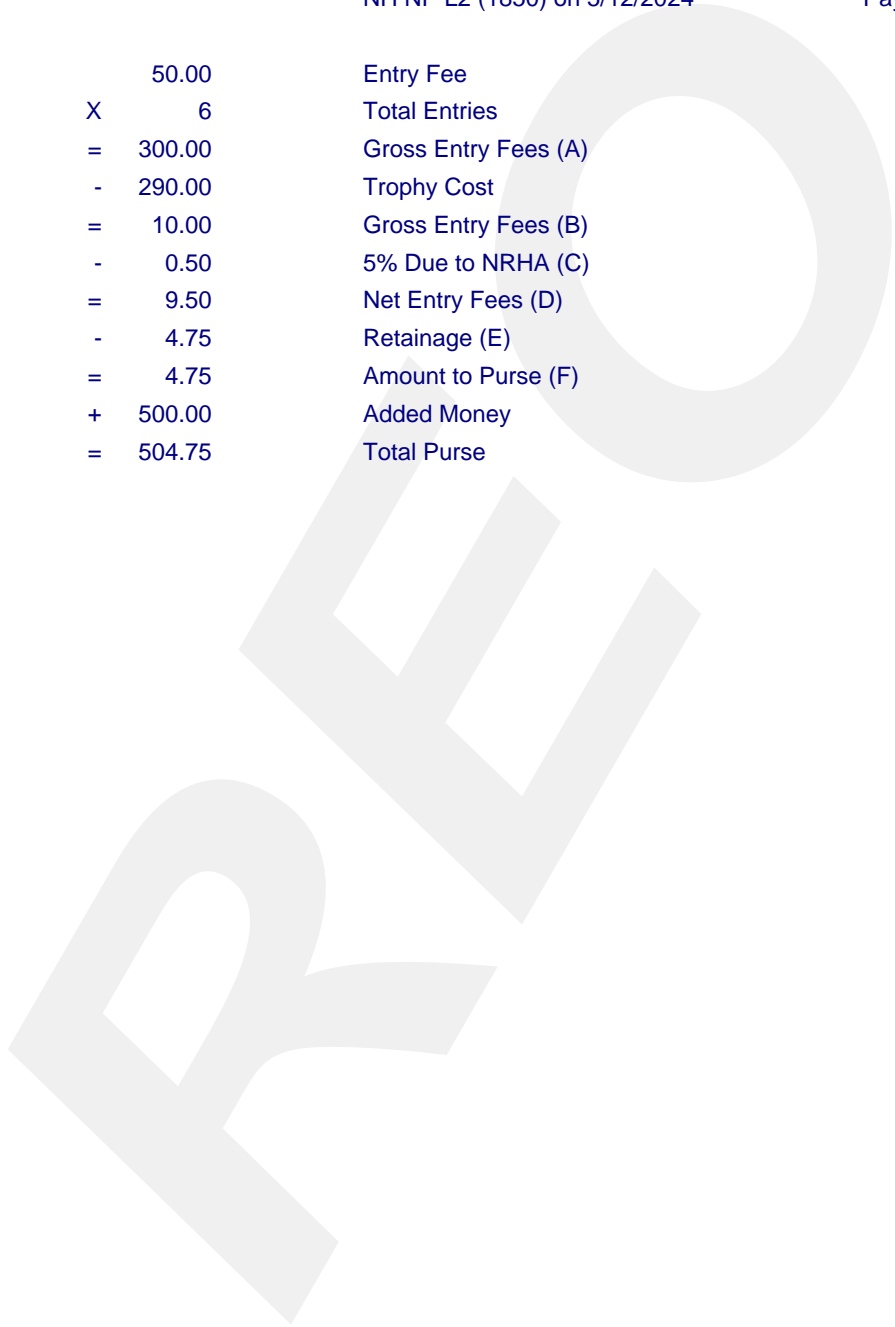 50.00 Entry Fee
X 6 Total Entries
= 300.00 Gross Entry Fees (A)
- 290.00 Trophy Cost
= 10.00 Gross Entry Fees (B)
- 0.50 5% Due to NRHA (C)
= 9.50 Net Entry Fees (D)
- 4.75 Retainage (E)
= 4.75 Amount to Purse (F)
+ 500.00 Added Money
= 504.75 Total Purse
REO